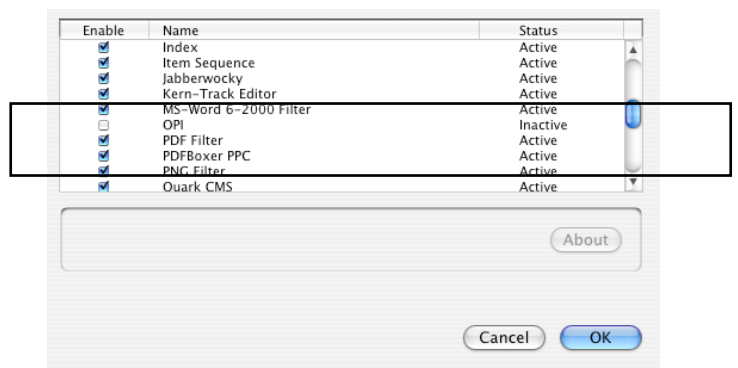 Enable Name Status
Index Active
Item Sequence Active
Jabberwocky Active
Kern-Track Editor Active
MS-Word 6-2000 Filter Active
OPI Inactive
PDF Filter Active
PDFBoxer PPC Active
PNG Filter Active
Quark CMS Active
About
Cancel OK